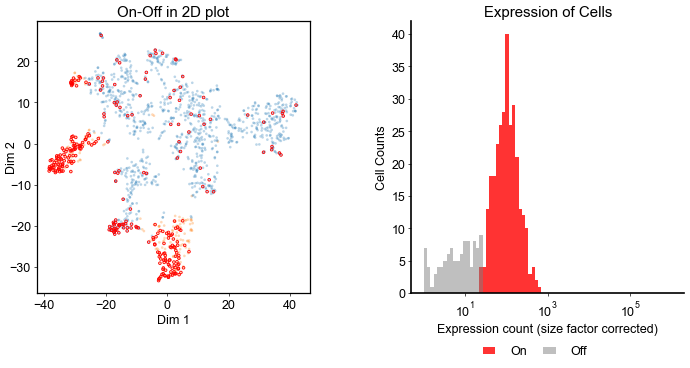 On-Off in 2D plot
20
10
0
−10
−20
−30
Dim 2
−40
−20
0
20
40
Dim 1
Expression of Cells
40
35
30
25
20
15
10
5
0
Cell Counts
10^1
10^3
10^5
Expression count (size factor corrected)
On
Off